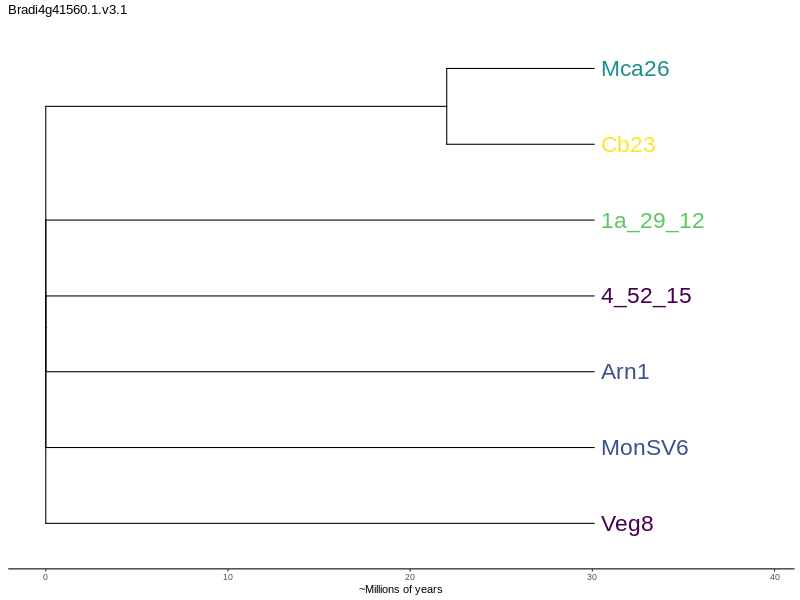 Bradi4g41560.1.v3.1
Mca26
Cb23
1a_29_12
4_52_15
Arn1
MonSV6
Veg8
0 10 20 30 40
~Millions of years